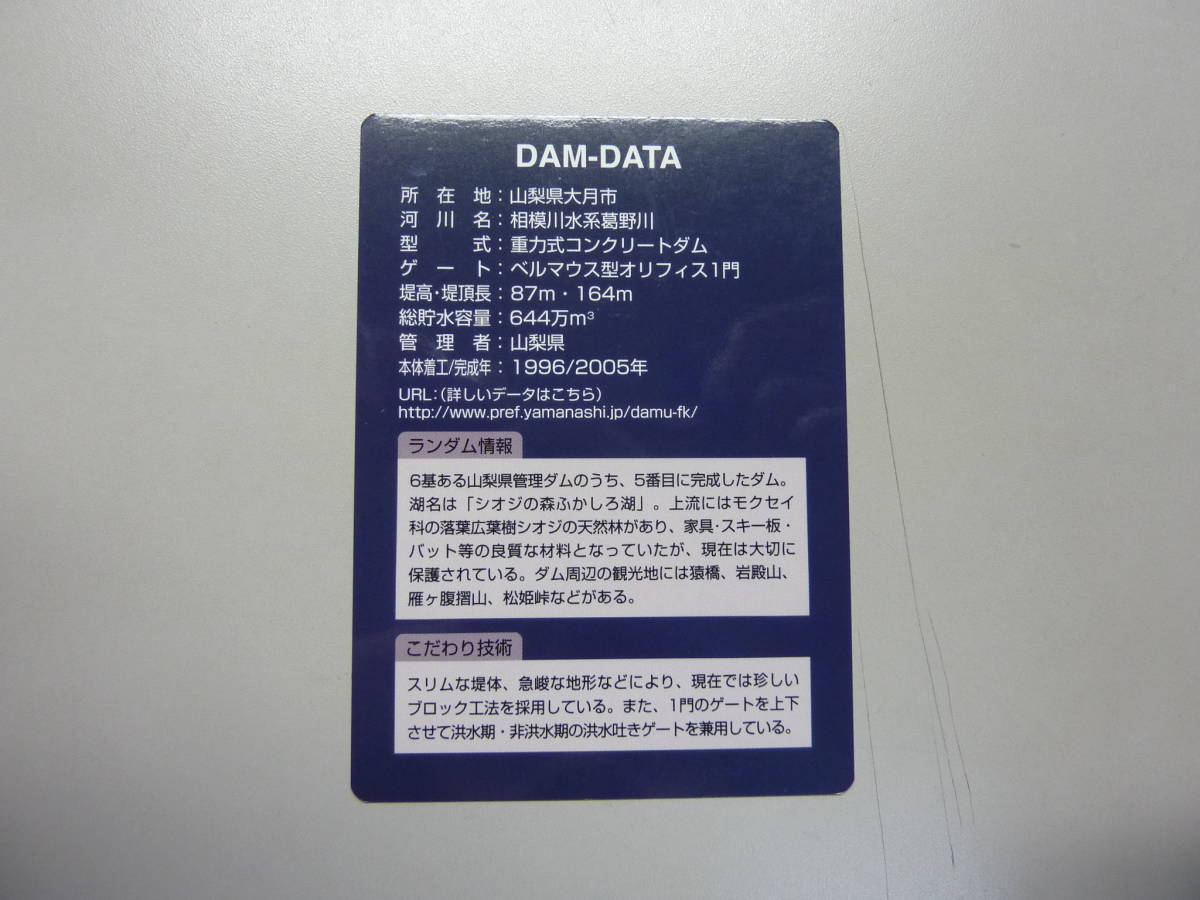 DAM-DATA
所在地：山梨県大月市
河川名：相模川水系葛野川
型式：重力式コンクリートダム
ゲート：ベルマウス型オリフィス1門
堤高・堤頂長：87m・164m
総貯水容量：644万m³
管理者：山梨県
本体着工/完成年：1996/2005年
URL：（詳しいデータはこちら）
http://www.pref.yamanashi.jp/damu-fk/
ランダム情報
6基ある山梨県管理ダムのうち、5番目に完成したダム。
湖名は「シオジの森ふかしろ湖」。上流にはモクセイ
科の落葉広葉樹シオジの天然林があり、家具・スキー板・
バット等の良質な材料となっていたが、現在は大切に
保護されている。ダム周辺の観光地には猿橋、岩殿山、
雁ヶ腹摺山、松姫峠などがある。
こだわり技術
スリムな堤体、急峻な地形などにより、現在では珍しい
ブロック工法を採用している。また、1門のゲートを上下
させて洪水期・非洪水期の洪水吐きゲートを兼用している。